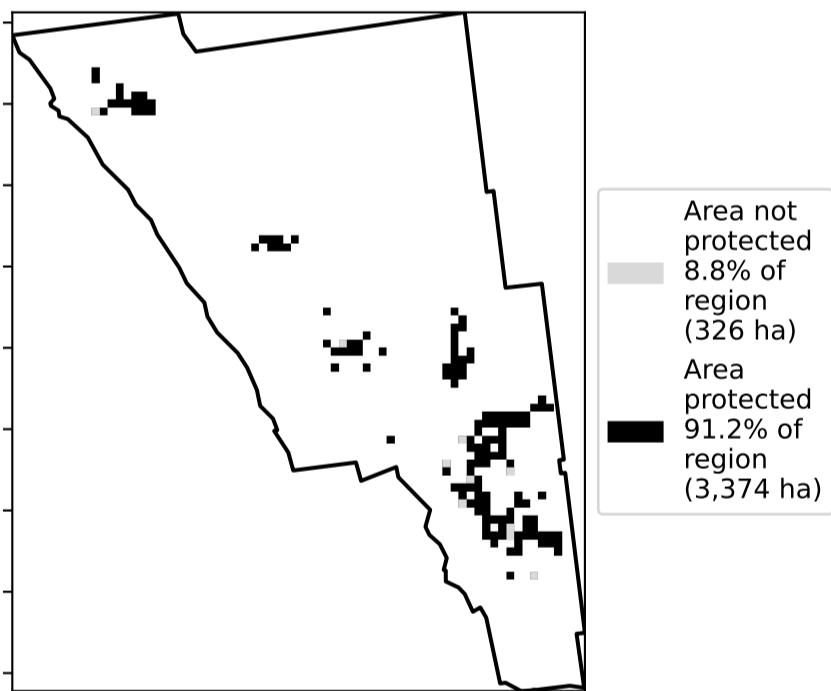 Area not
protected
8.8% of
region
(326 ha)
Area
protected
91.2% of
region
(3,374 ha)